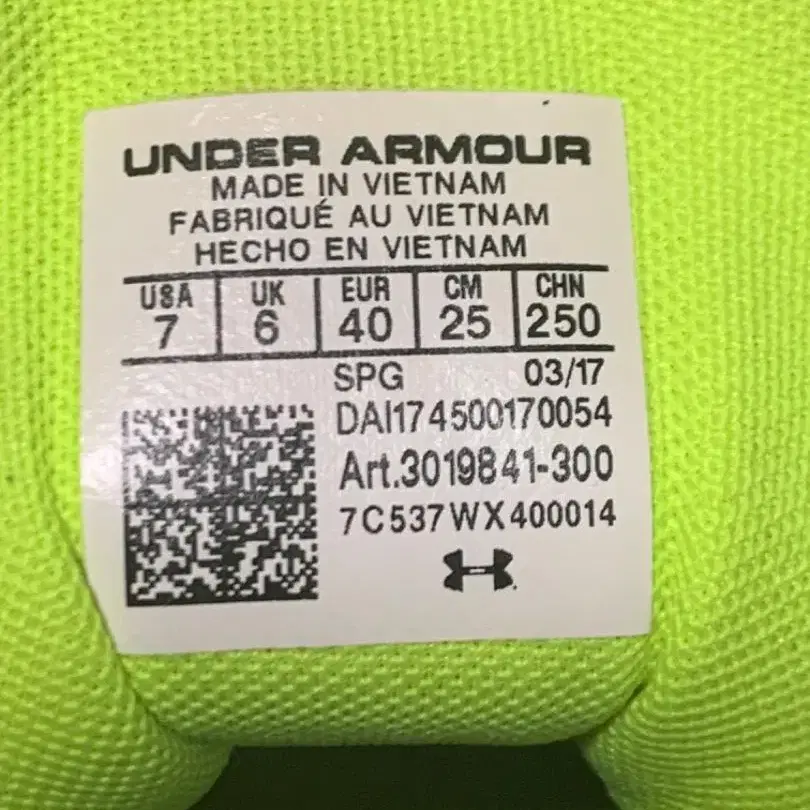 UNDER ARMOUR
MADE IN VIETNAM
FABRIQUÉ AU VIETNAM
HECHO EN VIETNAM
USA UK EUR CM CHN
7 6 40 25 250
SPG 03/17
DAI174500170054
Art.3019841-300
7C537WX400014